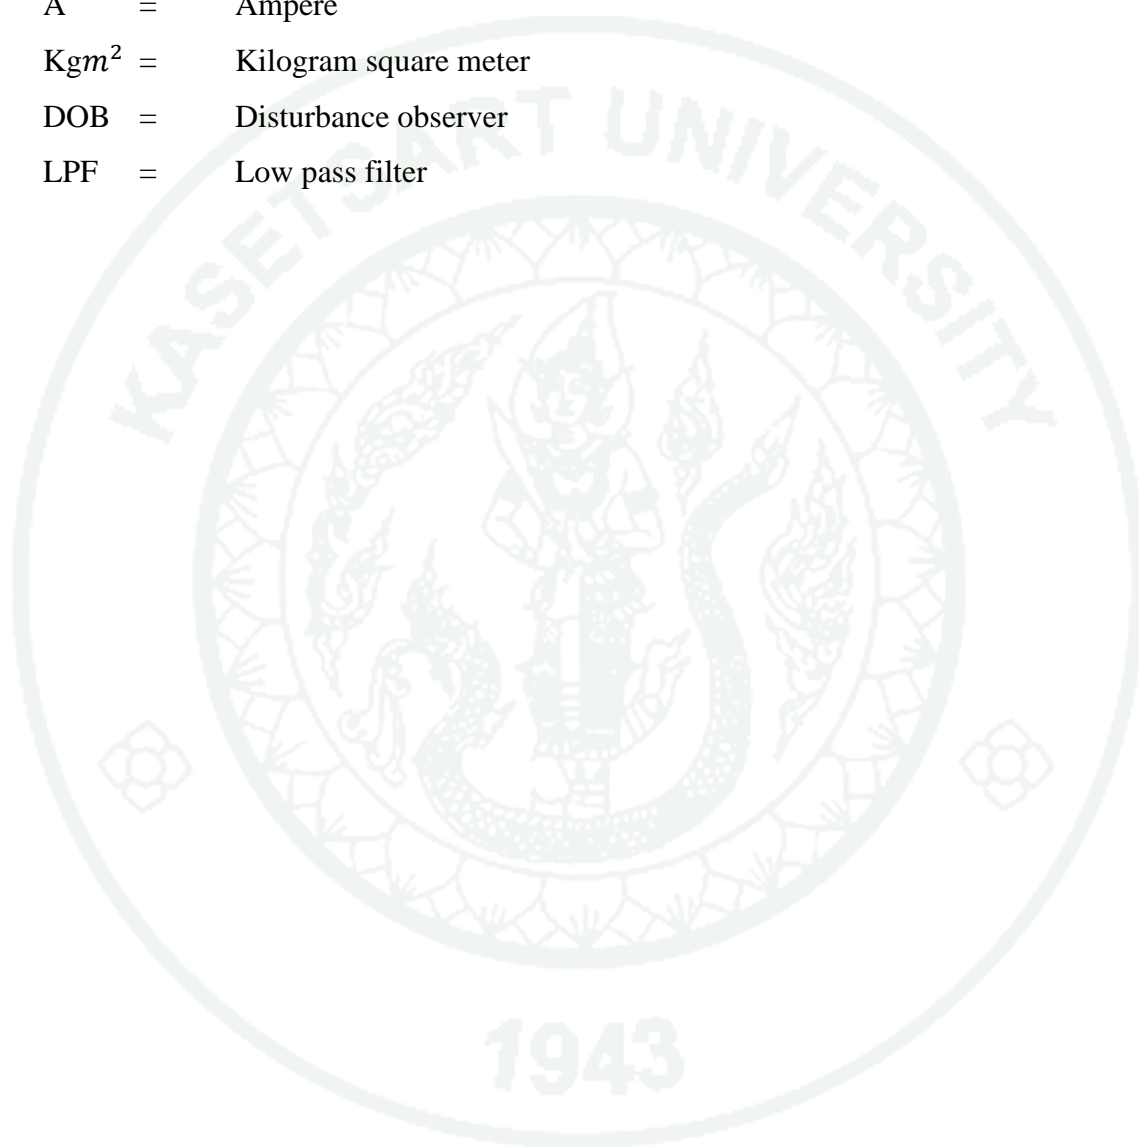 A = Ampere
Kgm² = Kilogram square meter
DOB = Disturbance observer
LPF = Low pass filter
KASETSART UNIVERSITY
1943